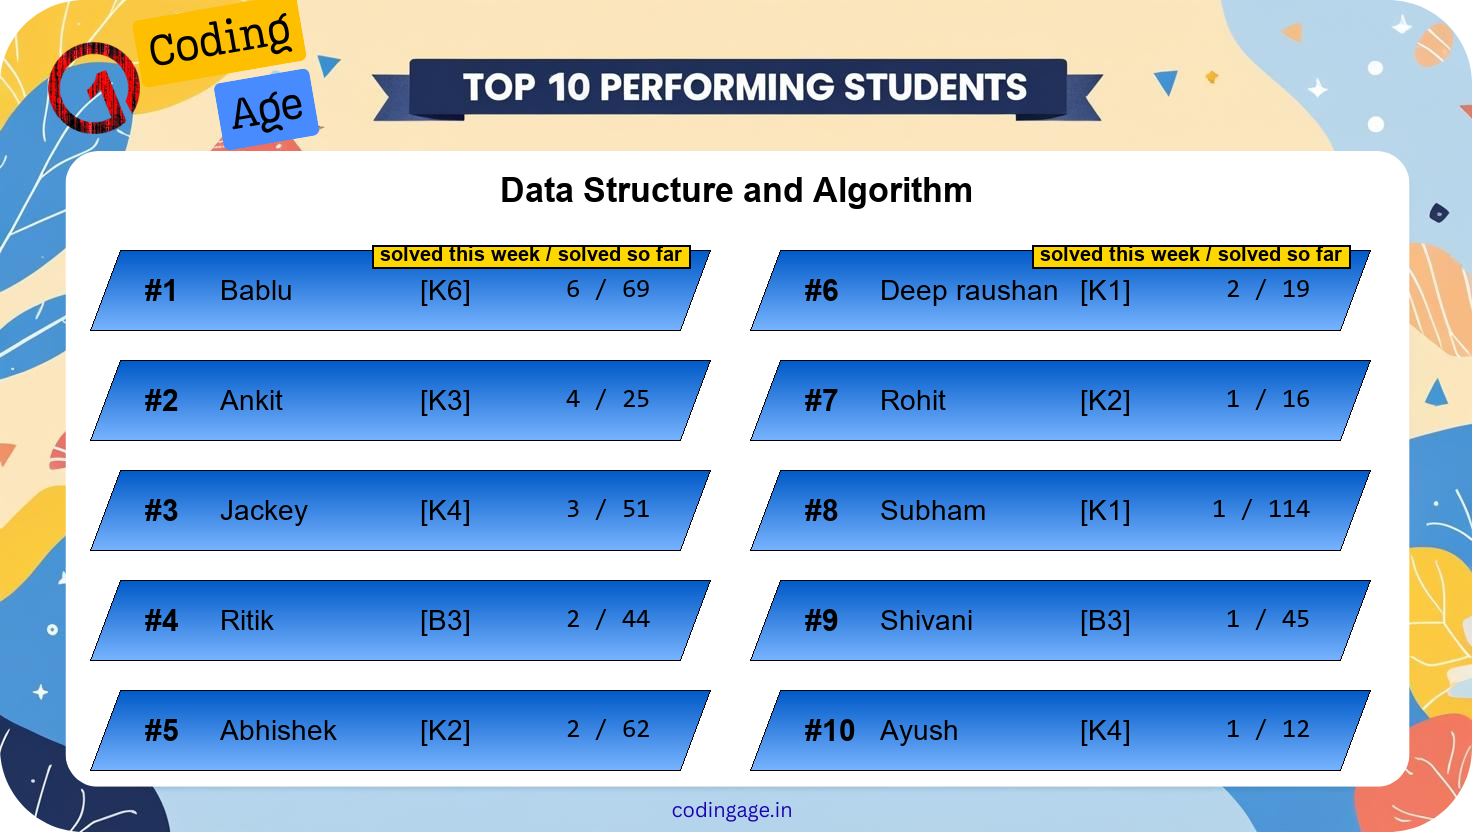 Coding
Age
TOP 10 PERFORMING STUDENTS
Data Structure and Algorithm
solved this week / solved so far
#1 Bablu [K6] 6 / 69
#2 Ankit [K3] 4 / 25
#3 Jackey [K4] 3 / 51
#4 Ritik [B3] 2 / 44
#5 Abhishek [K2] 2 / 62
solved this week / solved so far
#6 Deep raushan [K1] 2 / 19
#7 Rohit [K2] 1 / 16
#8 Subham [K1] 1 / 114
#9 Shivani [B3] 1 / 45
#10 Ayush [K4] 1 / 12
codingage.in